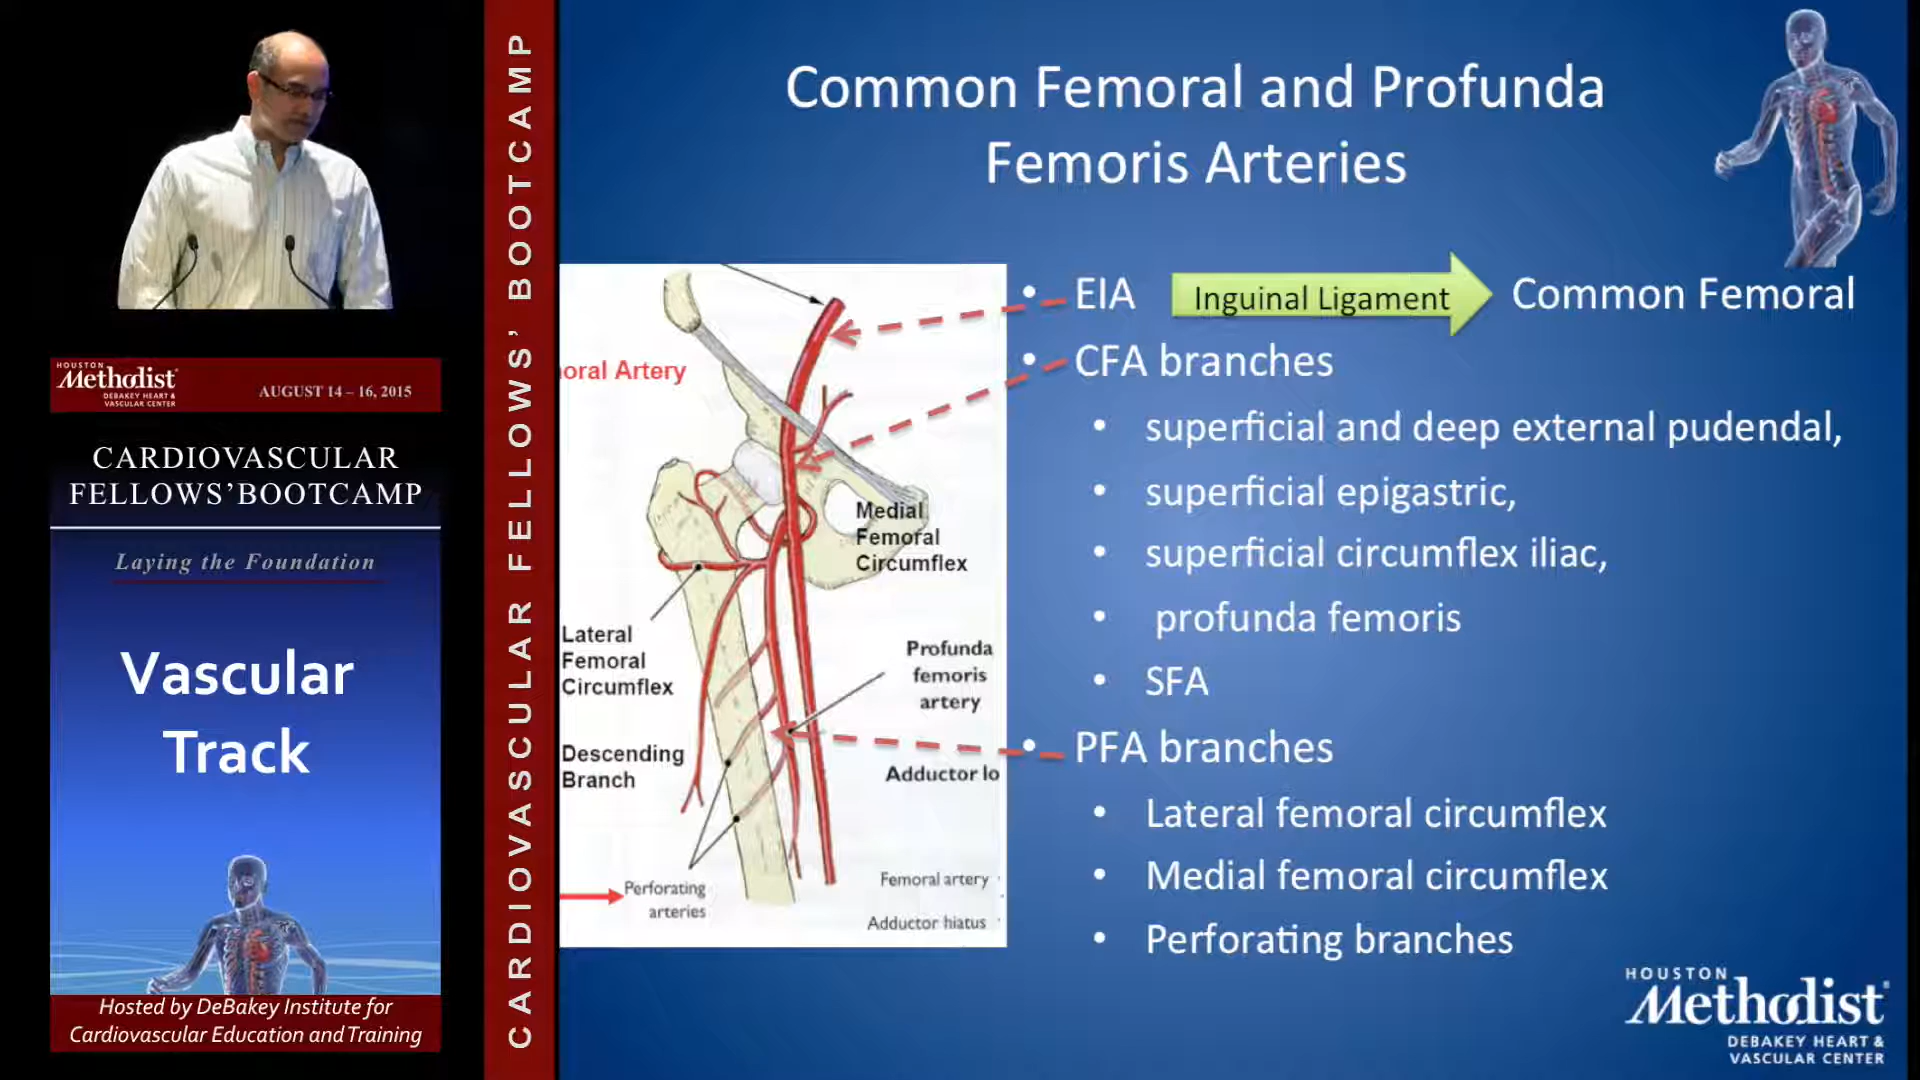 HOUSTON
Methodist
DEBAKEY HEART &
VASCULAR CENTER
AUGUST 14 – 16, 2015
CARDIOVASCULAR
FELLOWS’BOOTCAMP
Laying the Foundation
Vascular
Track
Hosted by DeBakey Institute for
Cardiovascular Education and Training
CARDIOVASCULAR FELLOWS’ BOOTCAMP
Common Femoral and Profunda
Femoris Arteries
oral Artery
Medial
Femoral
Circumflex
Lateral
Femoral
Circumflex
Profunda
femoris
artery
Descending
Branch
Adductor lo
Perforating
arteries
Femoral artery
Adductor hiatus
• EIA Inguinal Ligament Common Femoral
• CFA branches
• superficial and deep external pudendal,
• superficial epigastric,
• superficial circumflex iliac,
• profunda femoris
• SFA
• PFA branches
• Lateral femoral circumflex
• Medial femoral circumflex
• Perforating branches
HOUSTON
Methodist
DEBAKEY HEART &
VASCULAR CENTER